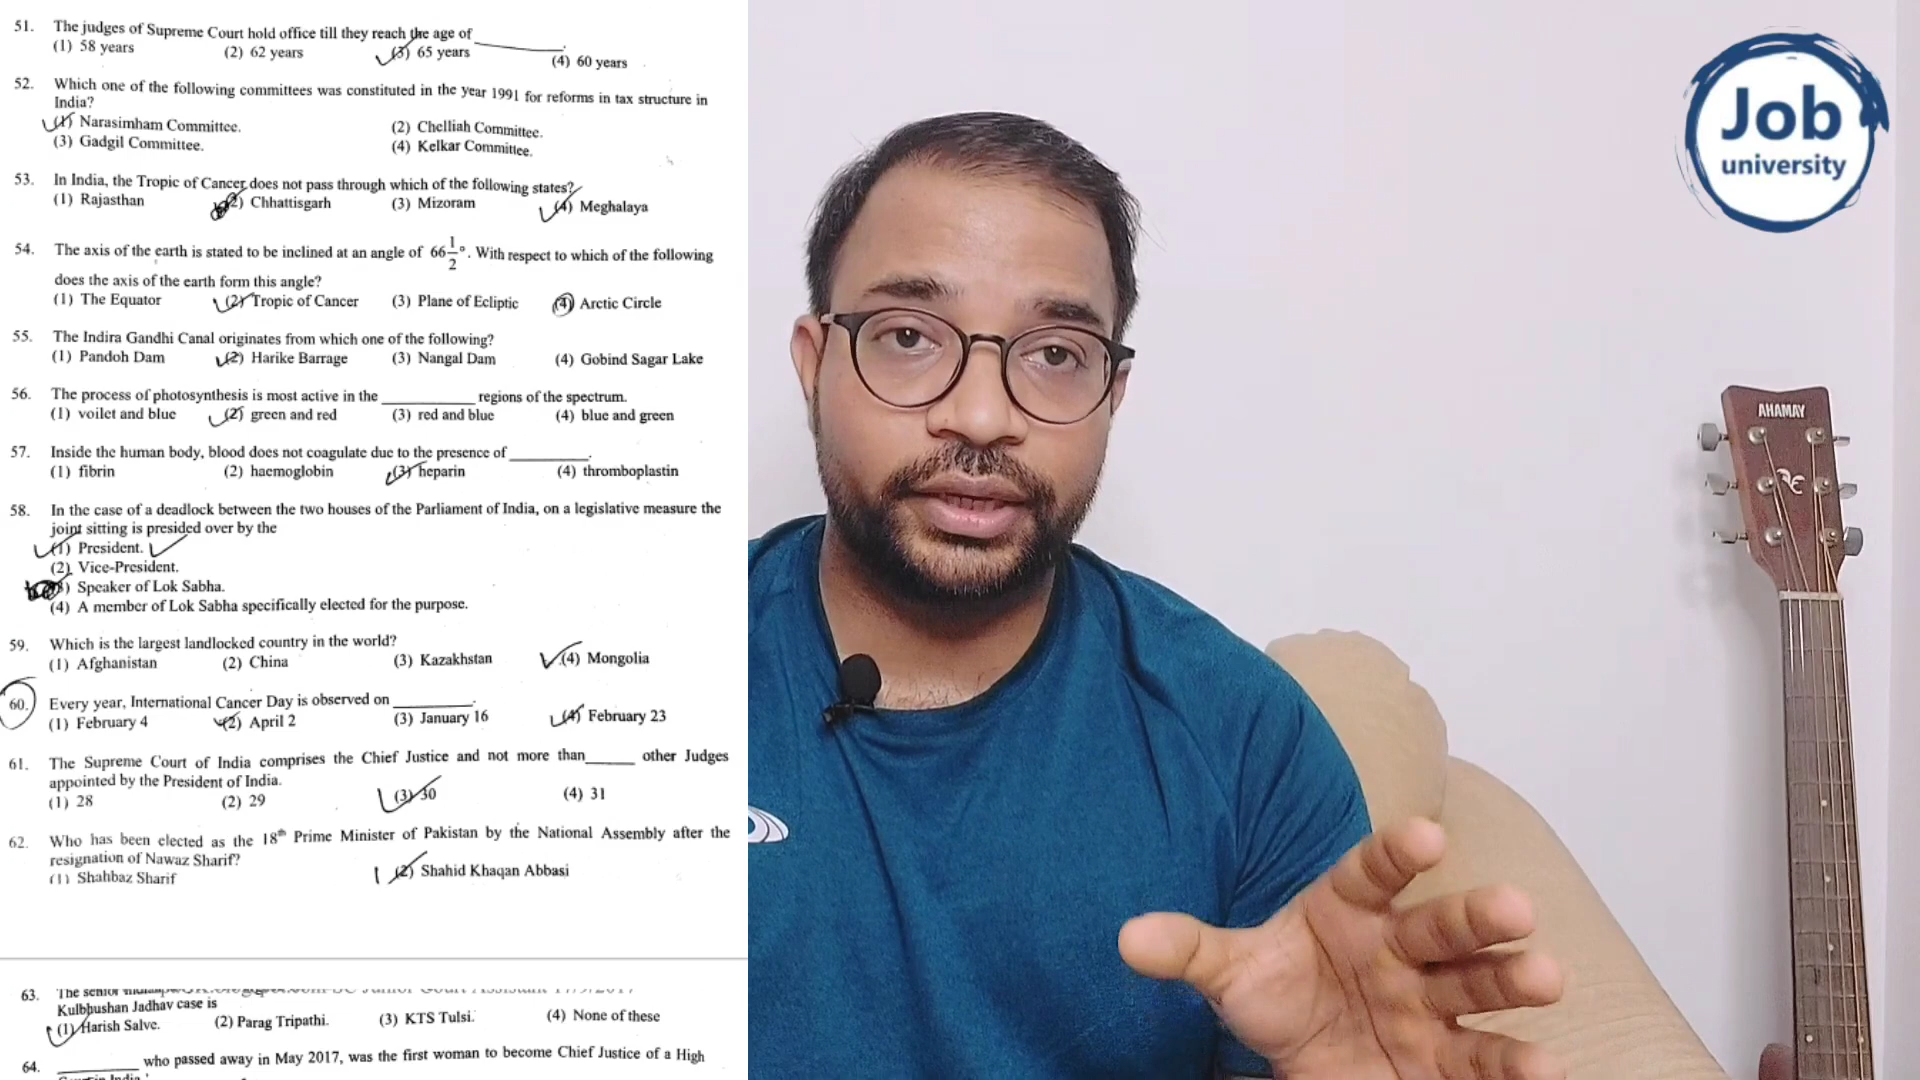 51. The judges of Supreme Court hold office till they reach the age of ________.
(1) 58 years (2) 62 years (3) 65 years (4) 60 years
52. Which one of the following committees was constituted in the year 1991 for reforms in tax structure in
India?
(1) Narasimham Committee. (2) Chelliah Committee.
(3) Gadgil Committee. (4) Kelkar Committee.
53. In India, the Tropic of Cancer does not pass through which of the following states?
(1) Rajasthan (2) Chhattisgarh (3) Mizoram (4) Meghalaya
54. The axis of the earth is stated to be inclined at an angle of 66 1/2°. With respect to which of the following
does the axis of the earth form this angle?
(1) The Equator (2) Tropic of Cancer (3) Plane of Ecliptic (4) Arctic Circle
55. The Indira Gandhi Canal originates from which one of the following?
(1) Pandoh Dam (2) Harike Barrage (3) Nangal Dam (4) Gobind Sagar Lake
56. The process of photosynthesis is most active in the ________ regions of the spectrum.
(1) voilet and blue (2) green and red (3) red and blue (4) blue and green
57. Inside the human body, blood does not coagulate due to the presence of ________.
(1) fibrin (2) haemoglobin (3) heparin (4) thromboplastin
58. In the case of a deadlock between the two houses of the Parliament of India, on a legislative measure the
joint sitting is presided over by the
(1) President.
(2) Vice-President.
(3) Speaker of Lok Sabha.
(4) A member of Lok Sabha specifically elected for the purpose.
59. Which is the largest landlocked country in the world?
(1) Afghanistan (2) China (3) Kazakhstan (4) Mongolia
60. Every year, International Cancer Day is observed on ________.
(1) February 4 (2) April 2 (3) January 16 (4) February 23
61. The Supreme Court of India comprises the Chief Justice and not more than_____ other Judges
appointed by the President of India.
(1) 28 (2) 29 (3) 30 (4) 31
62. Who has been elected as the 18th Prime Minister of Pakistan by the National Assembly after the
resignation of Nawaz Sharif?
(1) Shahbaz Sharif (2) Shahid Khaqan Abbasi
63. The senior
Kulbhushan Jadhav case is
(1) Harish Salve. (2) Parag Tripathi. (3) KTS Tulsi. (4) None of these
64. ________ who passed away in May 2017, was the first woman to become Chief Justice of a High
Job
university
AHAMAY